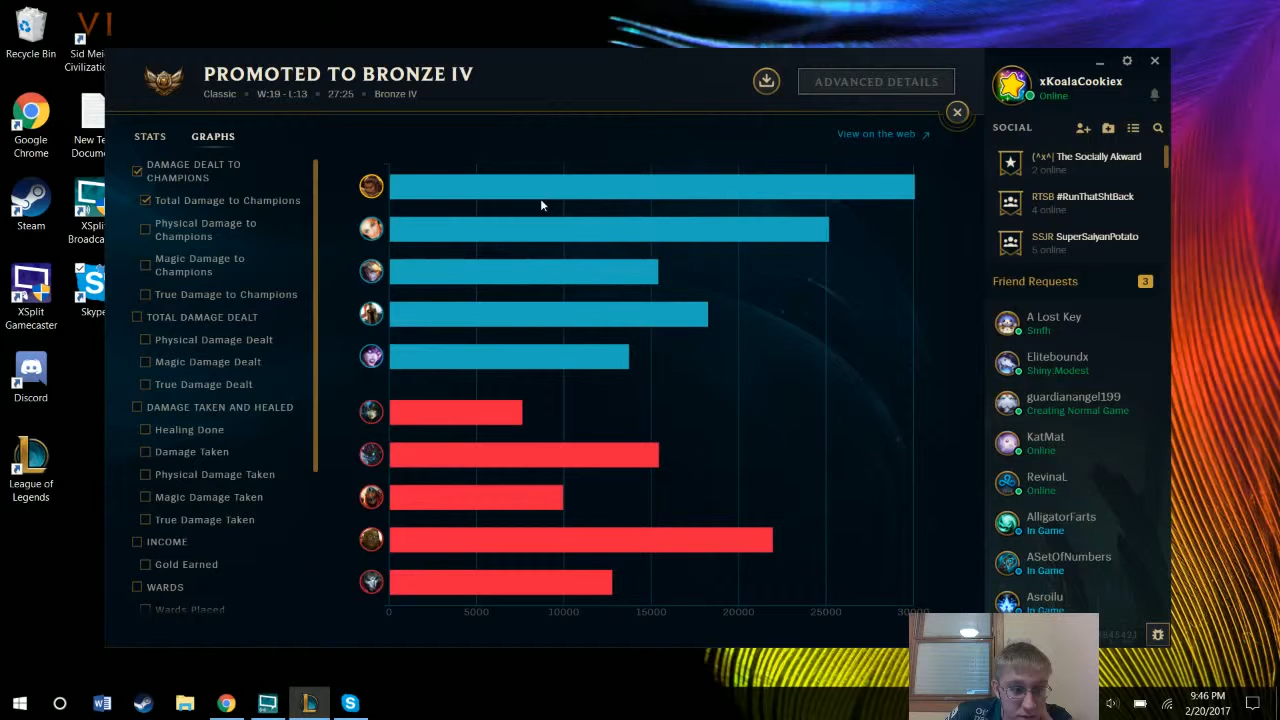 Recycle Bin
Sid Mei
Civilizatio
VI
Google
Chrome
New Te
Docume
Steam
XSplit
Broadca
XSplit
Gamecaster
Skype
Discord
League of
Legends
PROMOTED TO BRONZE IV
Classic W:19 - L:13 27:25 Bronze IV
ADVANCED DETAILS
STATS GRAPHS
View on the web
DAMAGE DEALT TO
CHAMPIONS
Total Damage to Champions
Physical Damage to
Champions
Magic Damage to
Champions
True Damage to Champions
TOTAL DAMAGE DEALT
Physical Damage Dealt
Magic Damage Dealt
True Damage Dealt
DAMAGE TAKEN AND HEALED
Healing Done
Damage Taken
Physical Damage Taken
Magic Damage Taken
True Damage Taken
INCOME
Gold Earned
WARDS
Wards Placed
0 5000 10000 15000 20000 25000 30000
xKoalaCookiex
Online
SOCIAL
(^x^| The Socially Akward
2 online
RTSB #RunThatShtBack
4 online
SSJR SuperSaiyanPotato
5 online
Friend Requests 3
A Lost Key
Smfh
Eliteboundx
Shiny:Modest
guardianangel199
Creating Normal Game
KatMat
Online
RevinaL
Online
AlligatorFarts
In Game
ASetOfNumbers
In Game
Asroilu
In Game
9:46 PM
2/20/2017